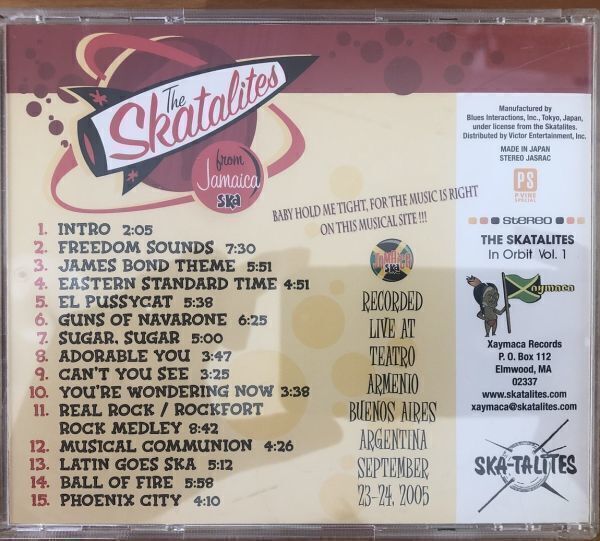 The
Skatalites
from
Jamaica
SKA
BABY HOLD ME TIGHT, FOR THE MUSIC IS RIGHT
ON THIS MUSICAL SITE !!!
1. INTRO 2:05
2. FREEDOM SOUNDS 7:30
3. JAMES BOND THEME 5:51
4. EASTERN STANDARD TIME 4:51
5. EL PUSSYCAT 5:38
6. GUNS OF NAVARONE 6:25
7. SUGAR, SUGAR 5:00
8. ADORABLE YOU 3:47
9. CAN'T YOU SEE 3:25
10. YOU'RE WONDERING NOW 3:38
11. REAL ROCK / ROCKFORT
ROCK MEDLEY 8:42
12. MUSICAL COMMUNION 4:26
13. LATIN GOES SKA 5:12
14. BALL OF FIRE 5:58
15. PHOENIX CITY 4:10
JAMAICA
SKA
RECORDED
LIVE AT
TEATRO
ARMENIO
BUENOS AIRES
ARGENTINA
SEPTEMBER
23-24, 2005
Manufactured by
Blues Interactions, Inc., Tokyo, Japan,
under license from the Skatalites.
Distributed by Victor Entertainment, Inc.
MADE IN JAPAN
STEREO JASRAC
PS
P-VINE
SPECIAL
stereo
THE SKATALITES
In Orbit Vol. 1
Xaymaca
Xaymaca Records
P. O. Box 112
Elmwood, MA
02337
www.skatalites.com
xaymaca@skatalites.com
SKA-TALITES